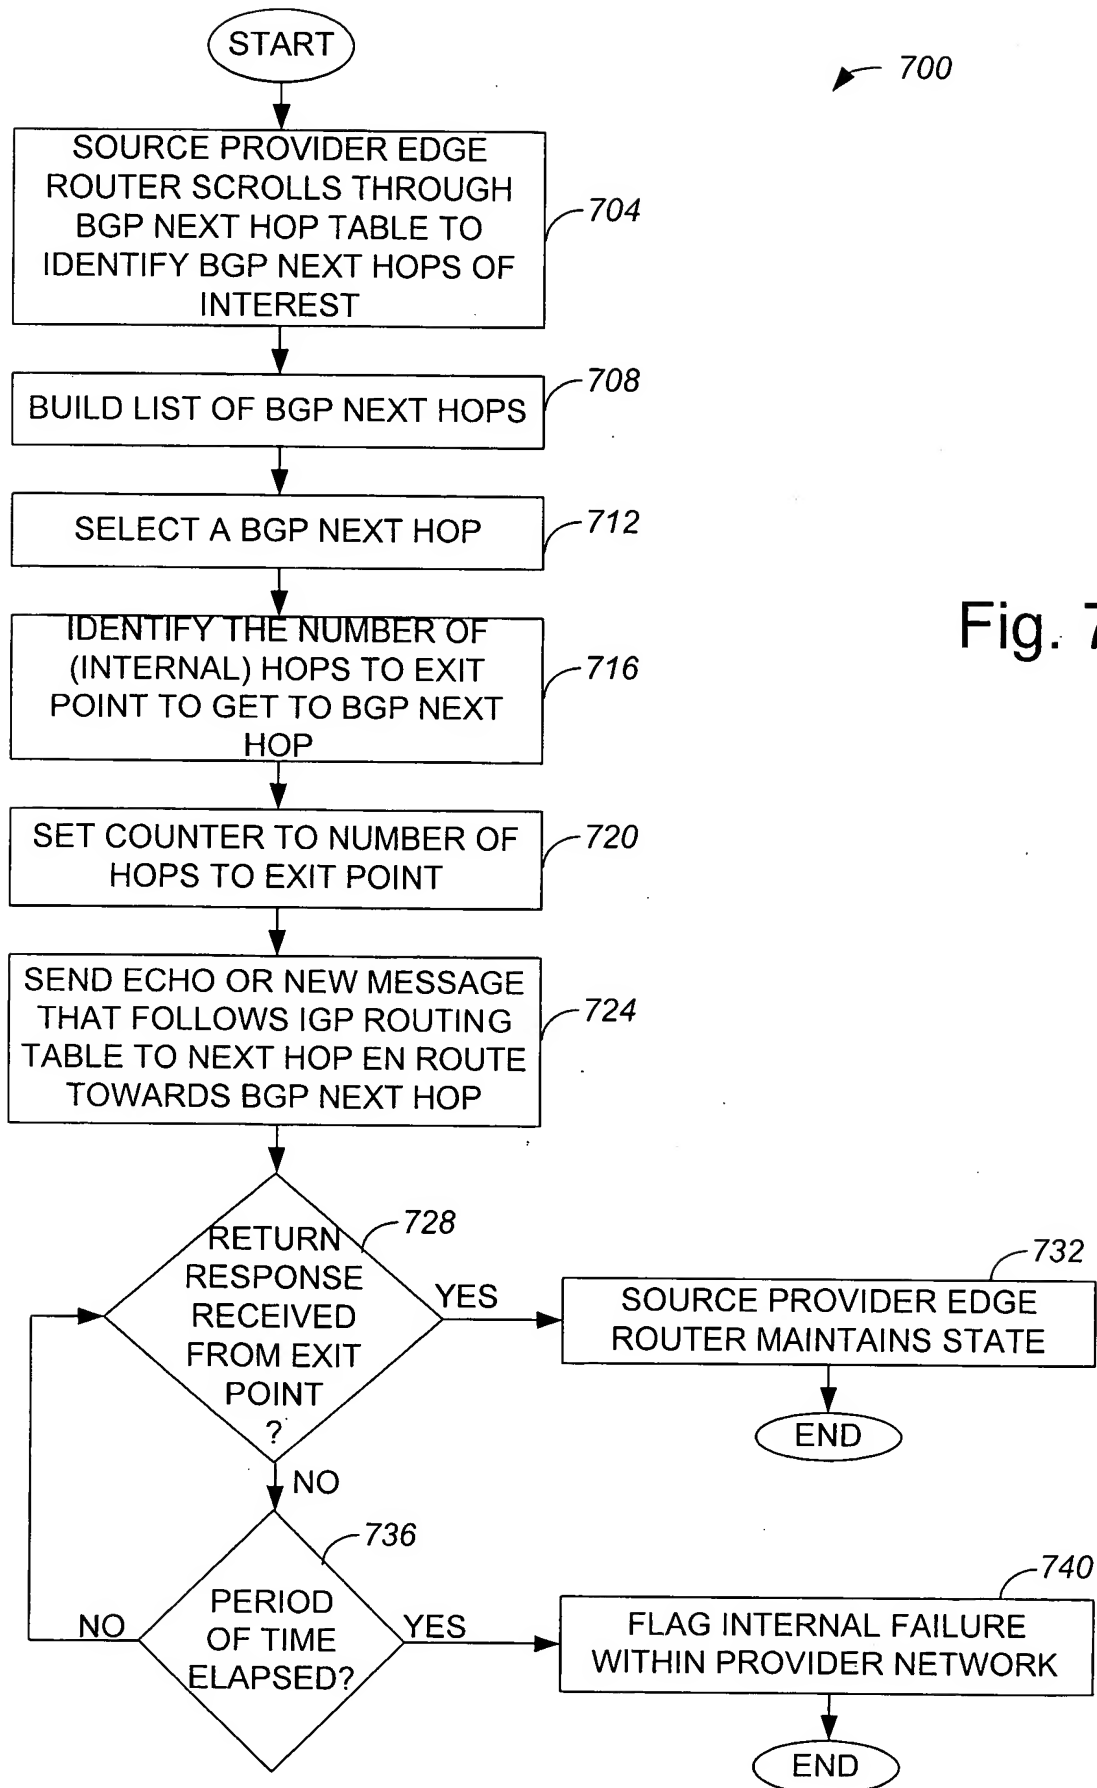 START
700
SOURCE PROVIDER EDGE
ROUTER SCROLLS THROUGH
BGP NEXT HOP TABLE TO
IDENTIFY BGP NEXT HOPS OF
INTEREST
704
BUILD LIST OF BGP NEXT HOPS
708
SELECT A BGP NEXT HOP
712
IDENTIFY THE NUMBER OF
(INTERNAL) HOPS TO EXIT
POINT TO GET TO BGP NEXT
HOP
716
Fig. 7
SET COUNTER TO NUMBER OF
HOPS TO EXIT POINT
720
SEND ECHO OR NEW MESSAGE
THAT FOLLOWS IGP ROUTING
TABLE TO NEXT HOP EN ROUTE
TOWARDS BGP NEXT HOP
724
RETURN
RESPONSE
RECEIVED
FROM EXIT
POINT
?
728
YES
SOURCE PROVIDER EDGE
ROUTER MAINTAINS STATE
732
END
NO
PERIOD
OF TIME
ELAPSED?
736
NO
YES
FLAG INTERNAL FAILURE
WITHIN PROVIDER NETWORK
740
END